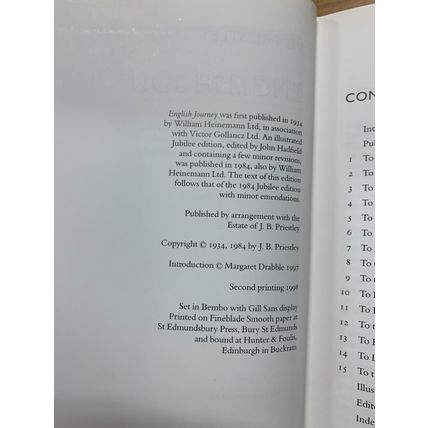 English Journey was first published in 1934
by William Heinemann Ltd, in association
with Victor Gollancz Ltd. An illustrated
Jubilee edition, edited by John Hadfield
and containing a few minor revisions,
was published in 1984, also by William
Heinemann Ltd. The text of this edition
follows that of the 1984 Jubilee edition
with minor emendations.
Published by arrangement with the
Estate of J. B. Priestley
Copyright © 1934, 1984 by J. B. Priestley
Introduction © Margaret Drabble 1997
Second printing 1998
Set in Bembo with Gill Sans display
Printed on Fineblade Smooth paper at
St Edmundsbury Press, Bury St Edmunds
and bound at Hunter & Foulis,
Edinburgh in Buckram
CON
Int
Pu
1 To
2 To
3 To
4 To
5 To
6 To
7 To
8 To t
9 To t
10 To
11 To
12 To t
13 To
14 To
15 To t
Illus
Edit
Inde